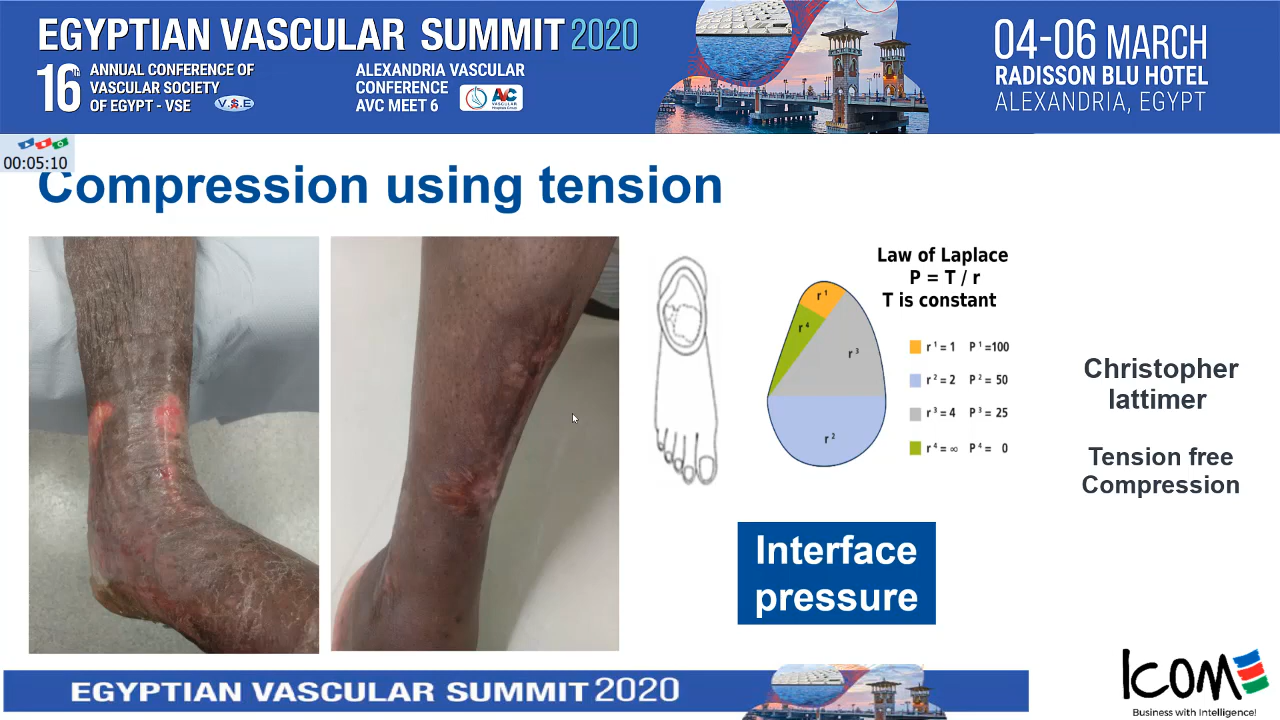 EGYPTIAN VASCULAR SUMMIT 2020
16th ANNUAL CONFERENCE OF
VASCULAR SOCIETY
OF EGYPT - VSE
VSE
ALEXANDRIA VASCULAR
CONFERENCE
AVC MEET 6
AVC
04-06 MARCH
RADISSON BLU HOTEL
ALEXANDRIA, EGYPT
00:05:10
Compression using tension
Law of Laplace
P = T / r
T is constant
r¹
r⁴
r³
r²
r¹ = 1 P¹ =100
r² = 2 P² = 50
r³ = 4 P³ = 25
r⁴ = ∞ P⁴ = 0
Christopher
lattimer
Tension free
Compression
Interface
pressure
EGYPTIAN VASCULAR SUMMIT 2020
ICOM
Business with Intelligence!